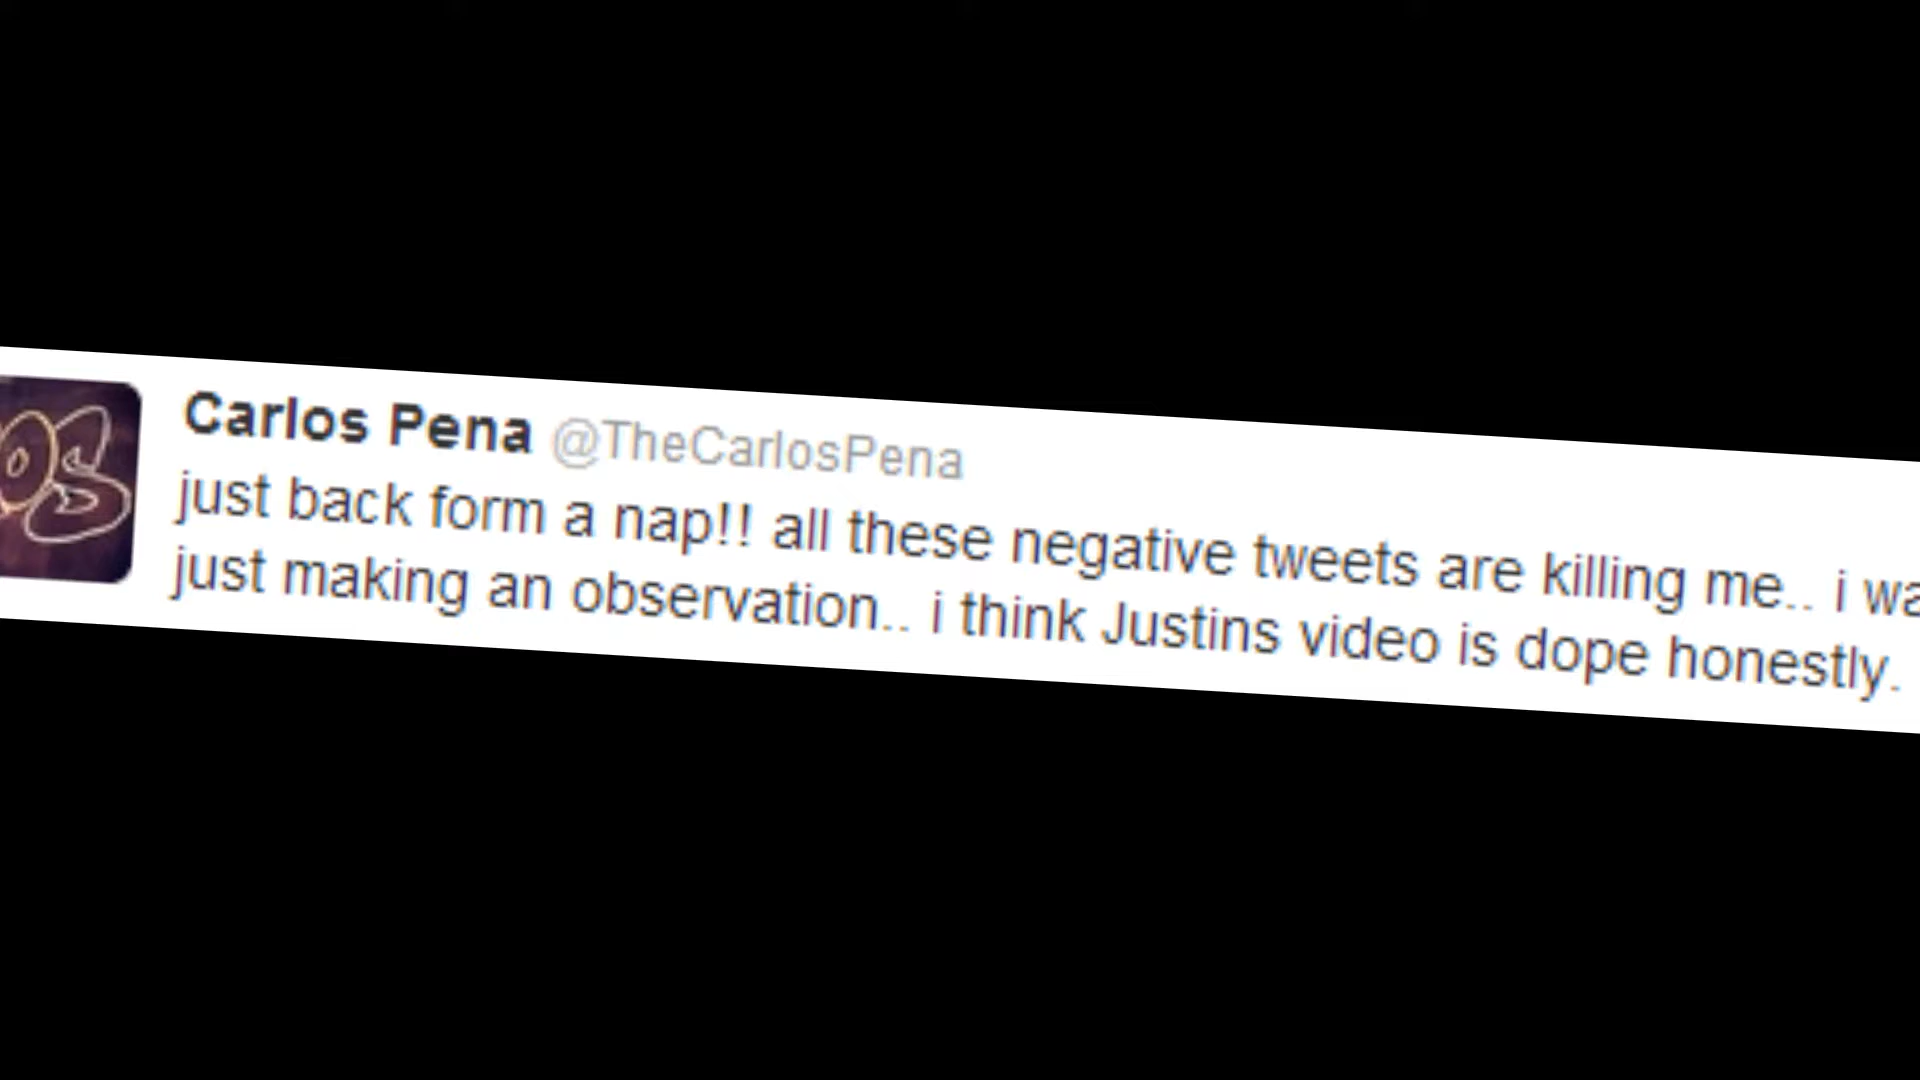 Carlos Pena @TheCarlosPena
just back form a nap!! all these negative tweets are killing me.. i
just making an observation.. i think Justins video is dope honestly.